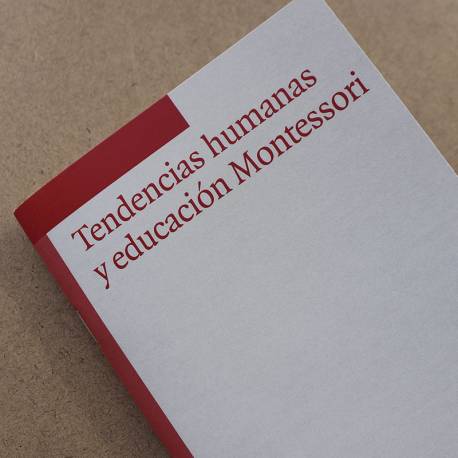 Tendencias humanas
y educación Montessori